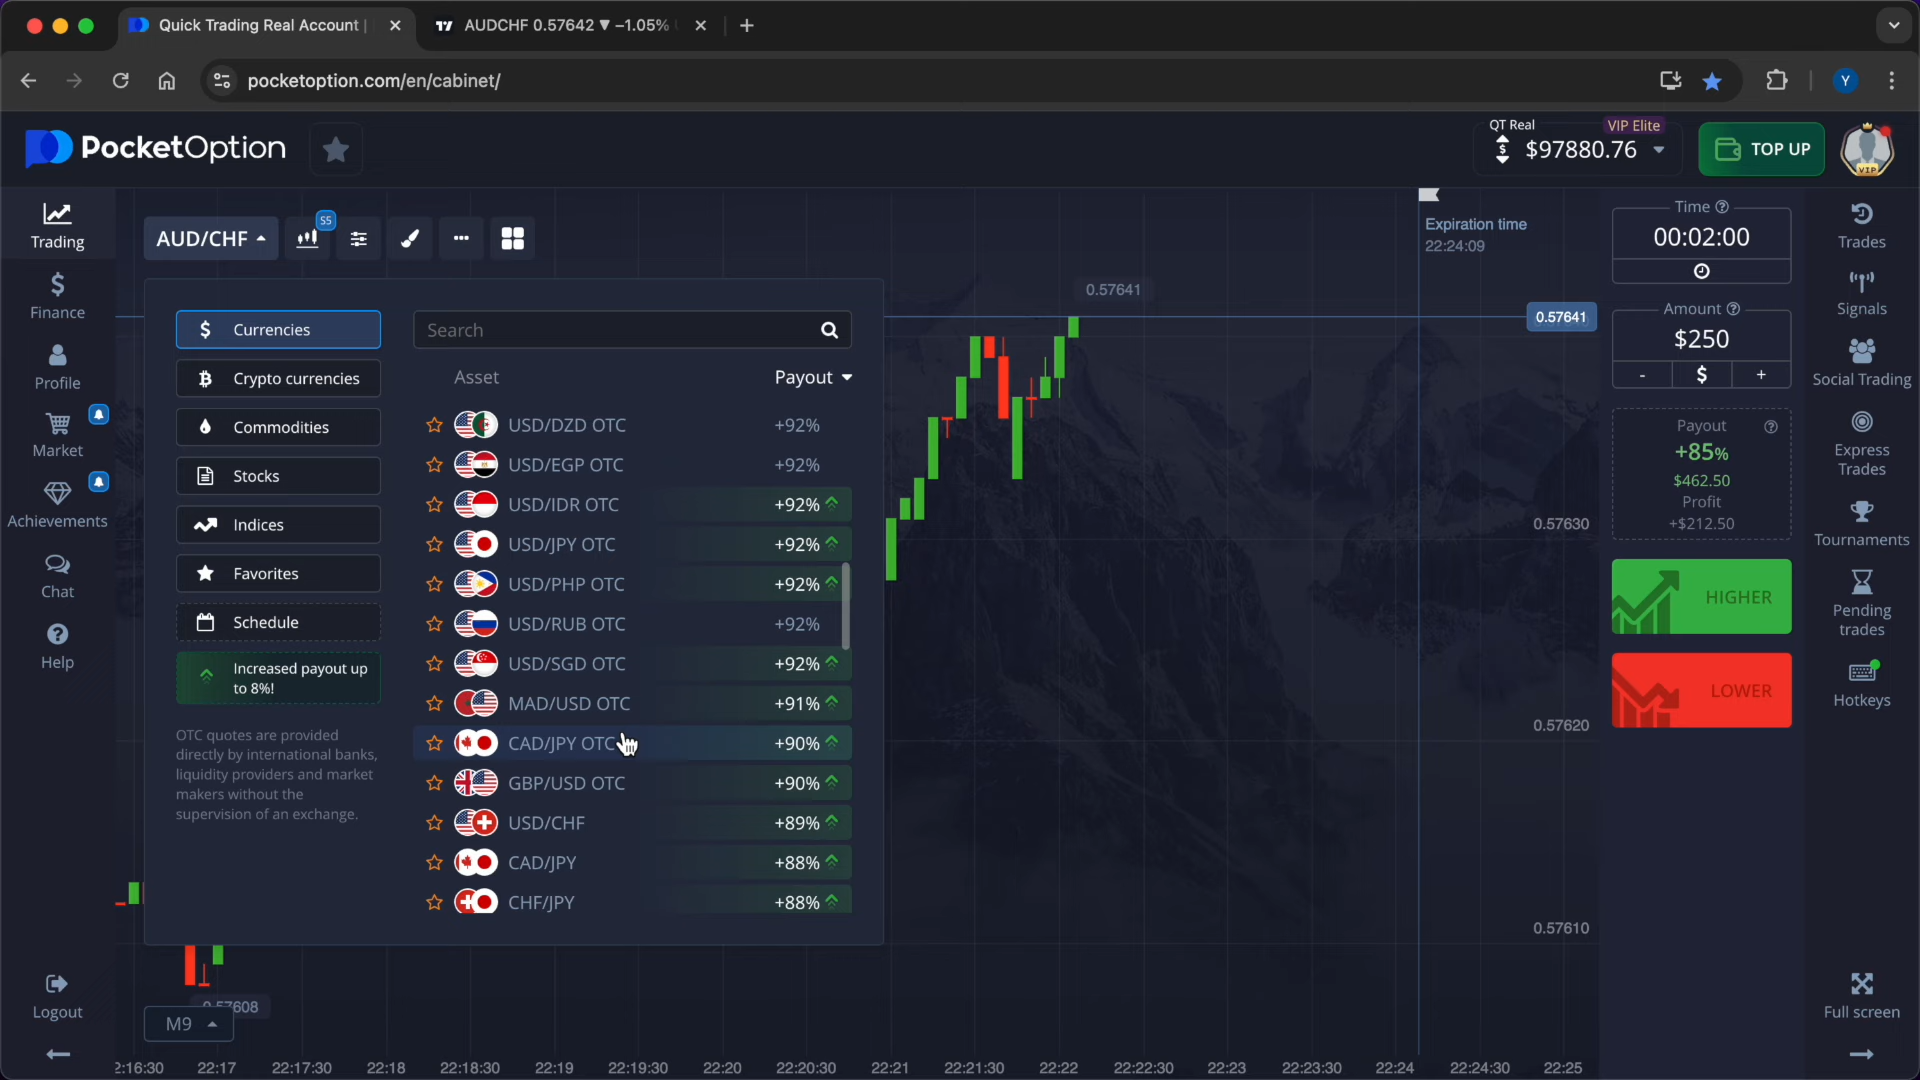 Quick Trading Real Account |
AUDCHF 0.57642 ▼ −1.05%
pocketoption.com/en/cabinet/
Y
PocketOption
QT Real
VIP Elite
$97880.76
TOP UP
VIP
Trading
Finance
Profile
Market
Achievements
Chat
Help
Logout
AUD/CHF
S5
Currencies
Crypto currencies
Commodities
Stocks
Indices
Favorites
Schedule
Increased payout up
to 8%!
OTC quotes are provided
directly by international banks,
liquidity providers and market
makers without the
supervision of an exchange.
Search
Asset Payout
USD/DZD OTC +92%
USD/EGP OTC +92%
USD/IDR OTC +92%
USD/JPY OTC +92%
USD/PHP OTC +92%
USD/RUB OTC +92%
USD/SGD OTC +92%
MAD/USD OTC +91%
CAD/JPY OTC +90%
GBP/USD OTC +90%
USD/CHF +89%
CAD/JPY +88%
CHF/JPY +88%
Expiration time
22:24:09
0.57641
0.57641
0.57630
0.57620
0.57610
0.57608
M9
2:16:30 22:17 22:17:30 22:18 22:18:30 22:19 22:19:30 22:20 22:20:30 22:21 22:21:30 22:22 22:22:30 22:23 22:23:30 22:24 22:24:30 22:25
Time
00:02:00
Amount
$250
- $ +
Payout
+85%
$462.50
Profit
+$212.50
HIGHER
LOWER
Trades
Signals
Social Trading
Express
Trades
Tournaments
Pending
trades
Hotkeys
Full screen